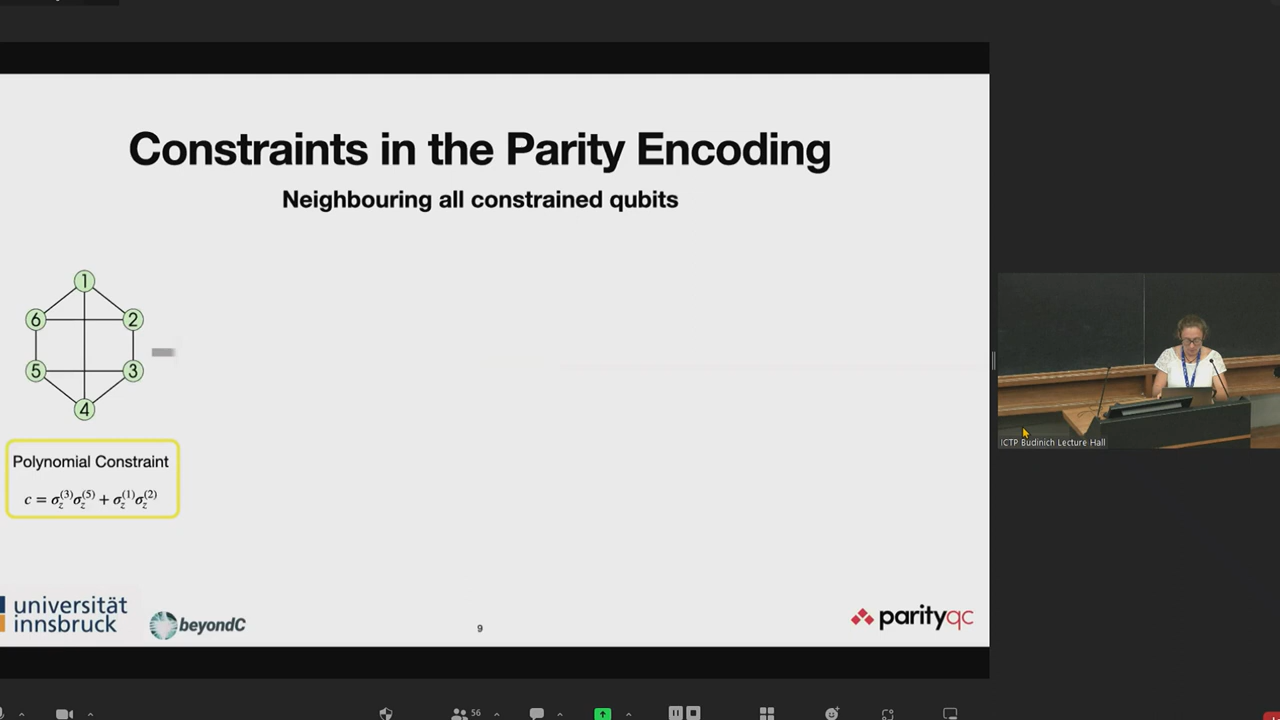 Constraints in the Parity Encoding
Neighbouring all constrained qubits
1
6
2
5
3
4
Polynomial Constraint
c = σ_z^(3)σ_z^(5) + σ_z^(1)σ_z^(2)
universität
innsbruck
beyondC
9
parityqc
ICTP Budinich Lecture Hall
56